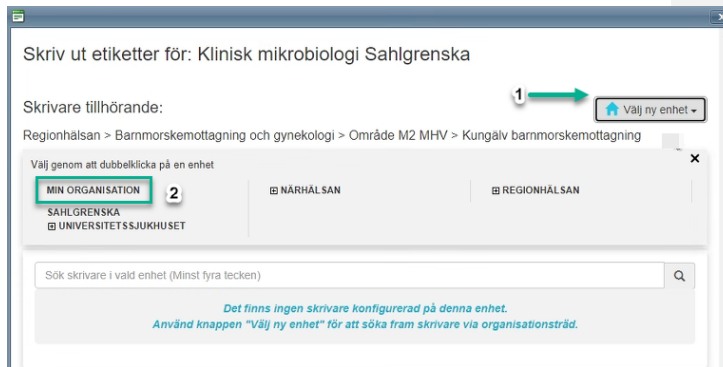 Skriv ut etiketter för: Klinisk mikrobiologi Sahlgrenska
1
Välj ny enhet
Skrivare tillhörande:
Regionhälsan > Barnmorskemottagning och gynekologi > Område M2 MHV > Kungälv barnmorskemottagning
Välj genom att dubbelklicka på en enhet
MIN ORGANISATION 2 NÄRHÄLSAN REGIONHÄLSAN
SAHLGRENSKA
UNIVERSITETSSJUKHUSET
Sök skrivare i vald enhet (Minst fyra tecken)
Det finns ingen skrivare konfigurerad på denna enhet.
Använd knappen "Välj ny enhet" för att söka fram skrivare via organisationsträd.